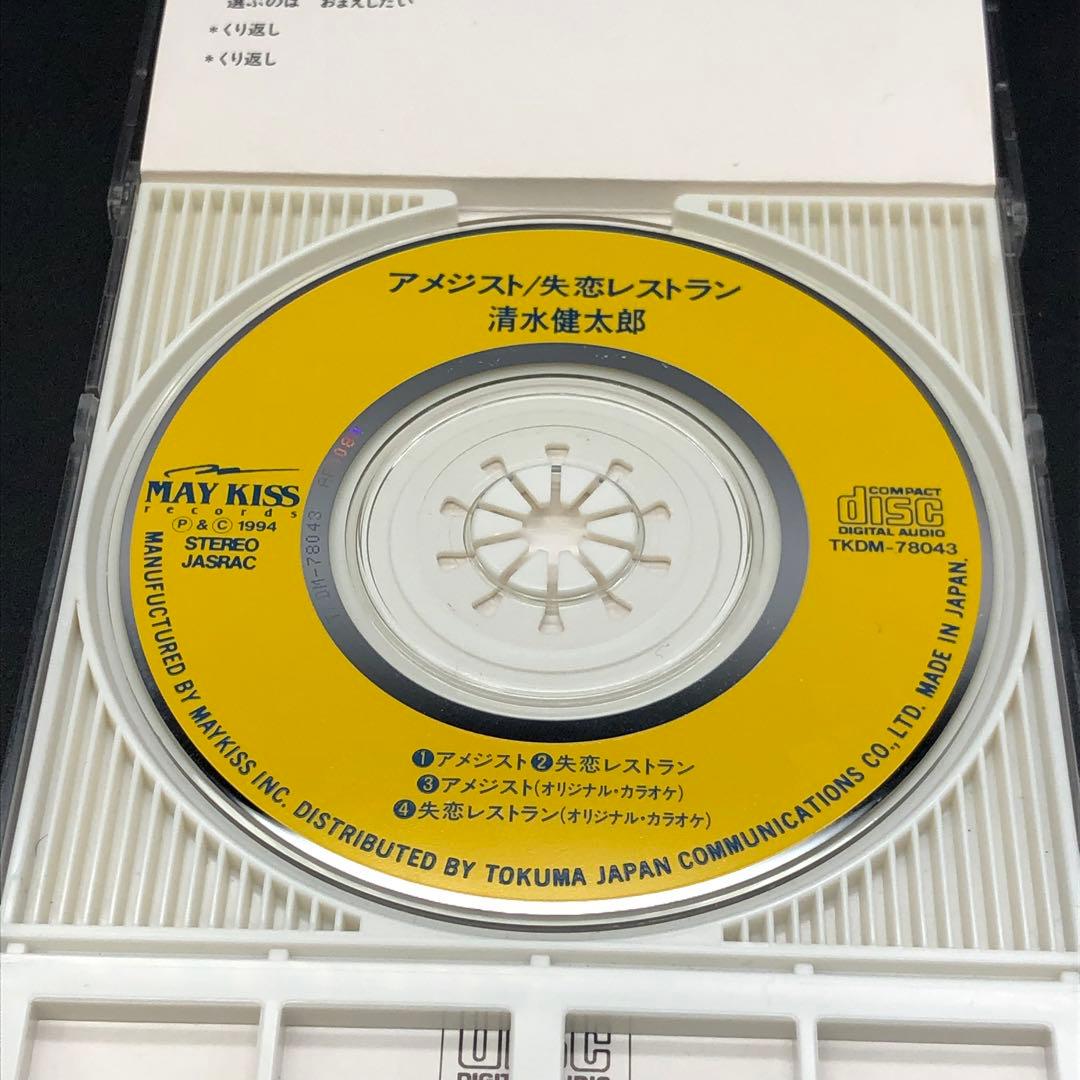 選ぶのは おまえしだい
*くり返し
*くり返し
アメジスト/失恋レストラン
清水健太郎
MAY KISS
records
Ⓟ & Ⓒ 1994
STEREO
JASRAC
COMPACT
disc
DIGITAL AUDIO
TKDM-78043
DM-78043
❶アメジスト❷失恋レストラン
❸アメジスト(オリジナル・カラオケ)
❹失恋レストラン(オリジナル・カラオケ)
MANUFUCTURED BY MAYKISS INC. DISTRIBUTED BY TOKUMA JAPAN COMMUNICATIONS CO., LTD. MADE IN JAPAN.